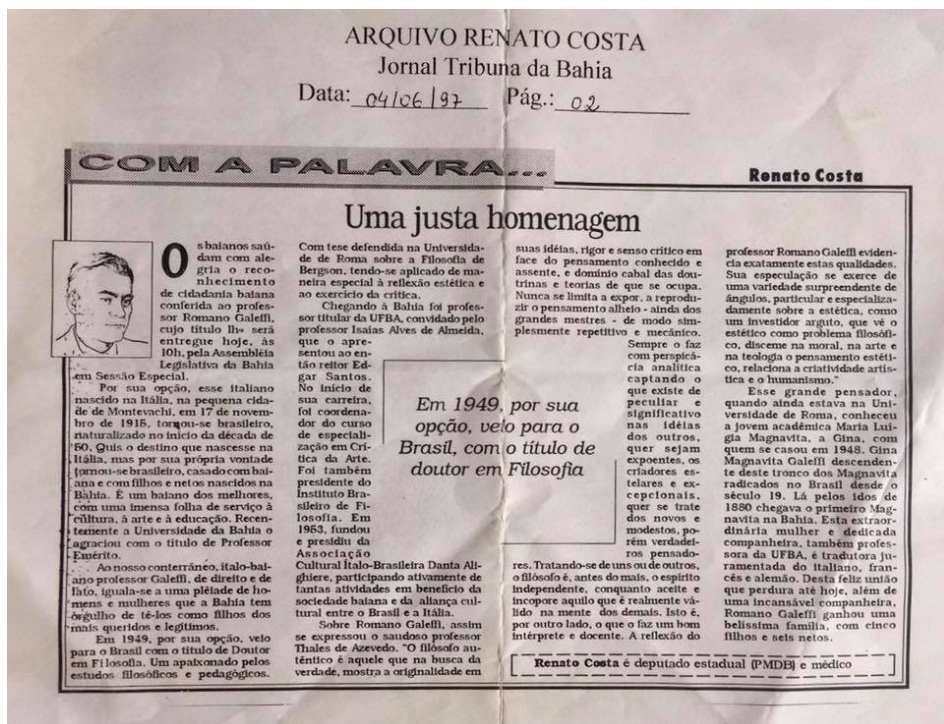 ARQUIVO RENATO COSTA
Jornal Tribuna da Bahia
Data: 04/06/97 Pág.: 02
COM A PALAVRA...
Renato Costa
Uma justa homenagem
Os baianos saú-
dam com ale-
gria o reco-
nhecimento
de cidadania baiana
conferida ao profes-
sor Romano Galeffi,
cujo título lhe será
entregue hoje, às
10h, pela Assembléia
Legislativa da Bahia
em Sessão Especial.
Por sua opção, esse italiano
nascido na Itália, na pequena cida-
de de Montevachi, em 17 de novem-
bro de 1915, tornou-se brasileiro,
naturalizado no início da década de
50. Quis o destino que nascesse na
Itália, mas por sua própria vontade
tornou-se brasileiro, casado com bai-
ana e com filhos e netos nascidos na
Bahia. É um baiano dos melhores,
com uma imensa folha de serviço à
cultura, à arte e à educação. Recen-
temente a Universidade da Bahia o
agraciou com o título de Professor
Emérito.
Ao nosso conterrâneo, ítalo-bai-
ano professor Galeffi, de direito e de
fato, iguala-se a uma plêiade de ho-
mens e mulheres que a Bahia tem
orgulho de tê-los como filhos dos
mais queridos e legítimos.
Em 1949, por sua opção, veio
para o Brasil com o título de Doutor
em Filosofia. Um apaixonado pelos
estudos filosóficos e pedagógicos.
Com tese defendida na Universida-
de de Roma sobre a Filosofia de
Bergson, tendo-se aplicado de ma-
neira especial à reflexão estética e
ao exercício da crítica.
Chegando à Bahia foi profes-
sor titular da UFBA, convidado pelo
professor Isaías Alves de Almeida,
que o apre-
sentou ao en-
tão reitor Ed-
gar Santos.
No início de
sua carreira,
foi coordena-
dor do curso
de especiali-
zação em Crí-
tica da Arte.
Foi também
presidente do
Instituto Bra-
sileiro de Fi-
losofia. Em
1953, fundou
e presidiu da
Associação
Cultural Ítalo-Brasileira Danta Ali-
ghiere, participando ativamente de
tantas atividades em benefício da
sociedade baiana e da aliança cul-
tural entre o Brasil e a Itália.
Sobre Romano Galeffi, assim
se expressou o saudoso professor
Thales de Azevedo. "O filósofo au-
têntico é aquele que na busca da
verdade, mostra a originalidade em
Em 1949, por sua
opção, veio para o
Brasil, com o título de
doutor em Filosofia
suas idéias, rigor e senso crítico em
face do pensamento conhecido e
assente, e domínio cabal das dou-
trinas e teorias de que se ocupa.
Nunca se limita a expor, a reprodu-
zir o pensamento alheio - ainda dos
grandes mestres - de modo sim-
plesmente repetitivo e mecânico.
Sempre o faz
com perspicá-
cia analítica
captando o
que existe de
peculiar e
significativo
nas idéias
dos outros,
quer sejam
expoentes, os
criadores es-
telares e ex-
cepcionais,
quer se trate
dos novos e
modestos, po-
rém verdadei-
ros pensado-
res. Tratando-se de uns ou de outros,
o filósofo é, antes do mais, o espírito
independente, conquanto aceite e
incopore aquilo que é realmente vá-
lido na mente dos demais. Isto é,
por outro lado, o que o faz um bom
intérprete e docente. A reflexão do
professor Romano Galeffi eviden-
cia exatamente estas qualidades.
Sua especulação se exerce de
uma variedade surpreendente de
ângulos, particular e especializa-
damente sobre a estética, como
um investidor arguto, que vê o
estético como problema filosófi-
co, disceme na moral, na arte e
na teologia o pensamento estéti-
co, relaciona a criatividade artís-
tica e o humanismo."
Esse grande pensador,
quando ainda estava na Uni-
versidade de Roma, conheceu
a jovem acadêmica Maria Luí-
gia Magnavita, a Gina, com
quem se casou em 1948. Gina
Magnavita Galeffi descenden-
te deste tronco dos Magnavita
radicados no Brasil desde o
século 19. Lá pelos idos de
1880 chegava o primeiro Mag-
navita na Bahia. Esta extraor-
dinária mulher e dedicada
companheira, também profes-
sora da UFBA, é tradutora ju-
ramentada do italiano, fran-
cês e alemão. Desta feliz união
que perdura até hoje, além de
uma incansável companheira,
Romano Galeffi ganhou uma
belíssima família, com cinco
filhos e seis netos.
Renato Costa é deputado estadual (PMDB) e médico